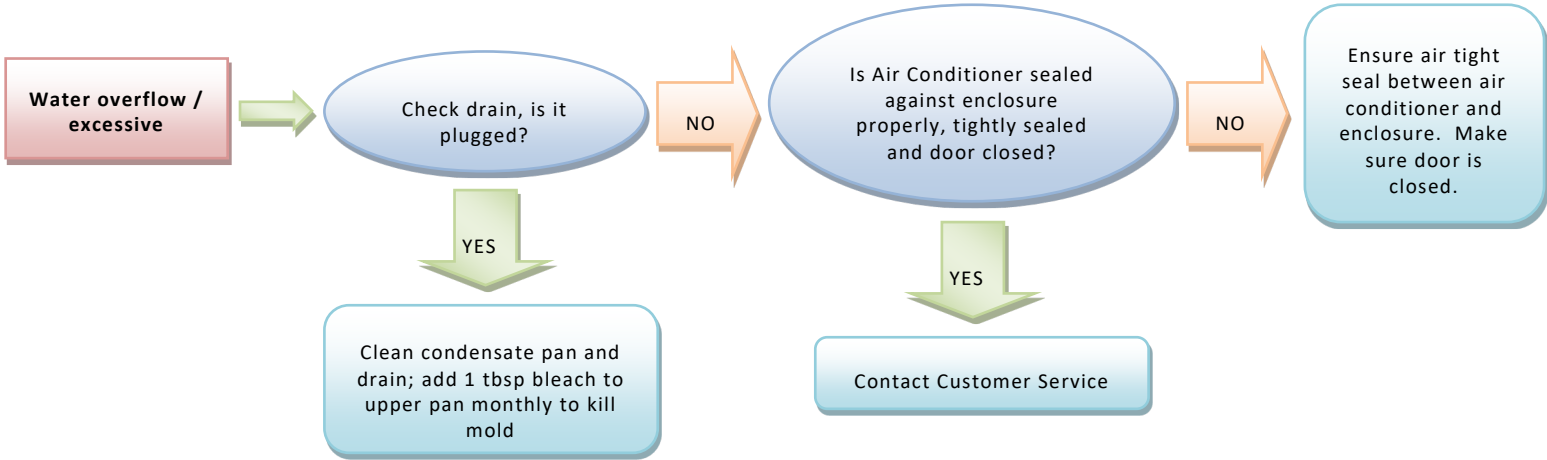 Water overflow /
excessive
Check drain, is it
plugged?
NO
Is Air Conditioner sealed
against enclosure
properly, tightly sealed
and door closed?
NO
Ensure air tight
seal between air
conditioner and
enclosure.  Make
sure door is
closed.
YES
Clean condensate pan and
drain; add 1 tbsp bleach to
upper pan monthly to kill
mold
YES
Contact Customer Service